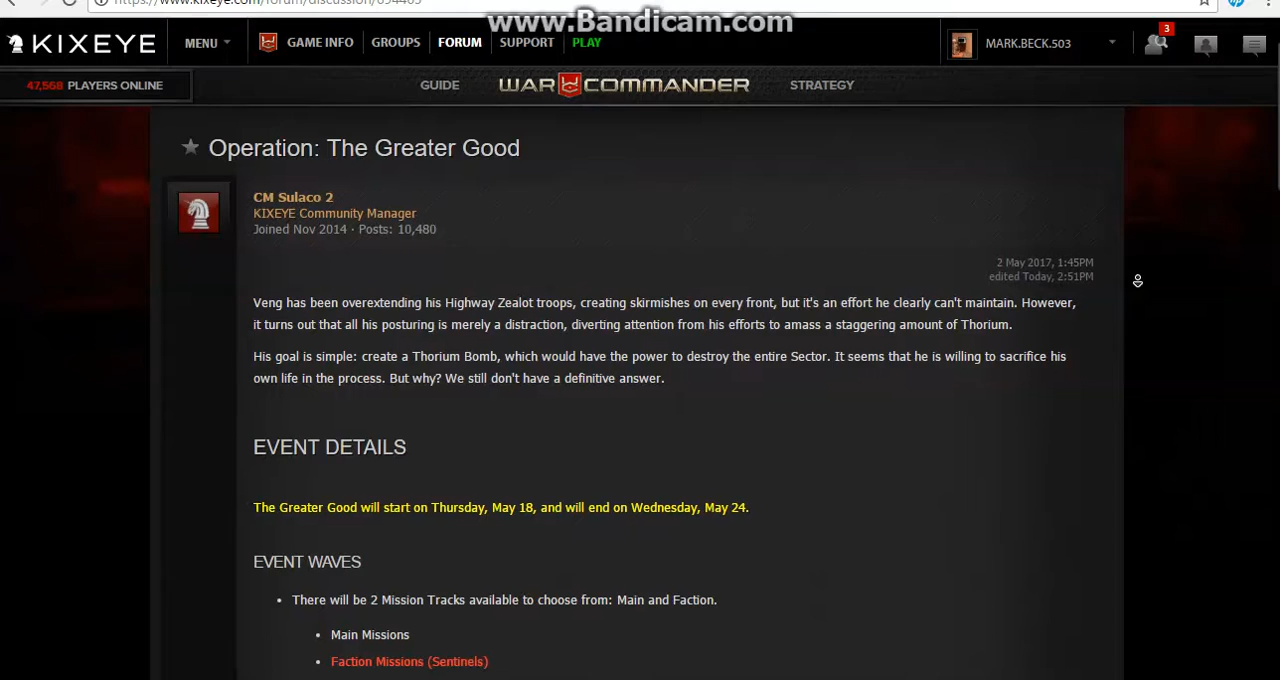 https://www.kixeye.com/forum/discussion/694405
www.Bandicam.com
KIXEYE
MENU
GAME INFO
GROUPS
FORUM
SUPPORT
PLAY
MARK.BECK.503
3
47,568 PLAYERS ONLINE
GUIDE
WAR COMMANDER
STRATEGY
Operation: The Greater Good
CM Sulaco 2
KIXEYE Community Manager
Joined Nov 2014 · Posts: 10,480
2 May 2017, 1:45PM
edited Today, 2:51PM
Veng has been overextending his Highway Zealot troops, creating skirmishes on every front, but it's an effort he clearly can't maintain. However,
it turns out that all his posturing is merely a distraction, diverting attention from his efforts to amass a staggering amount of Thorium.
His goal is simple: create a Thorium Bomb, which would have the power to destroy the entire Sector. It seems that he is willing to sacrifice his
own life in the process. But why? We still don't have a definitive answer.
EVENT DETAILS
The Greater Good will start on Thursday, May 18, and will end on Wednesday, May 24.
EVENT WAVES
• There will be 2 Mission Tracks available to choose from: Main and Faction.
• Main Missions
• Faction Missions (Sentinels)